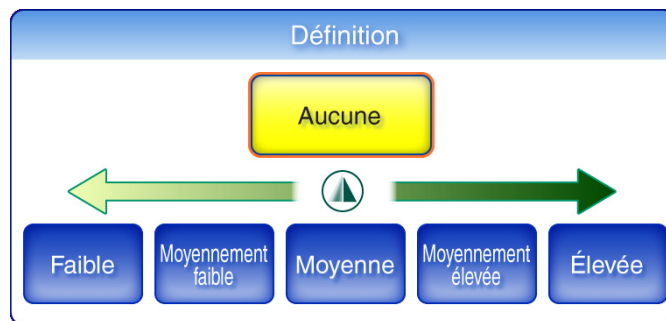 Définition
Aucune
Faible
Moyennement
faible
Moyenne
Moyennement
élevée
Élevée